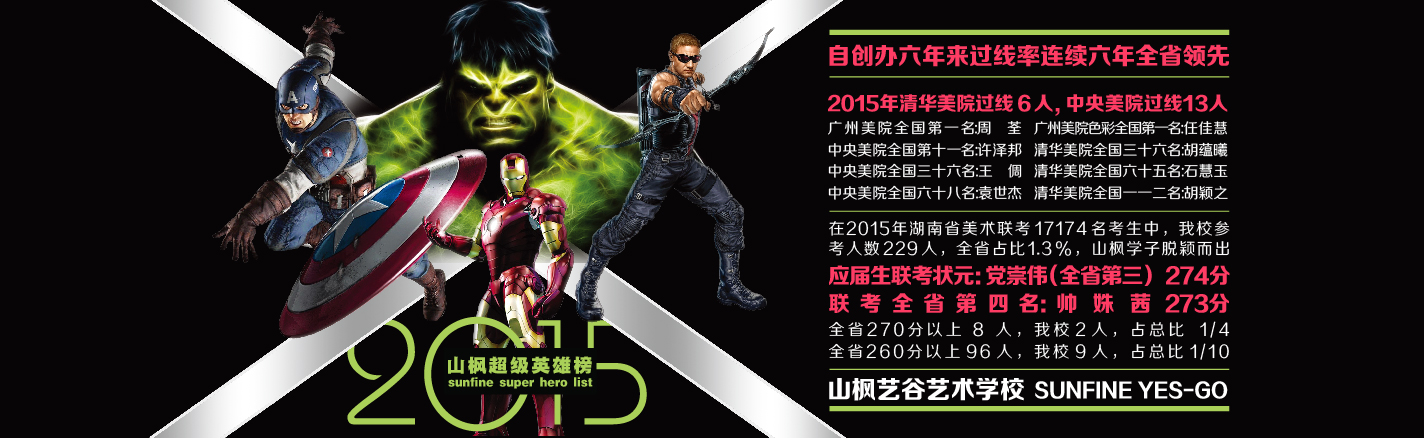 2015
山枫超级英雄榜
sunfine super hero list
自创办六年来过线率连续六年全省领先
2015年清华美院过线6人，中央美院过线13人
广州美院全国第一名:周 荃 广州美院色彩全国第一名:任佳慧
中央美院全国第十一名:许泽邦 清华美院全国三十六名:胡蕴曦
中央美院全国三十六名:王 倜 清华美院全国六十五名:石慧玉
中央美院全国六十八名:袁世杰 清华美院全国一一二名:胡颖之
在2015年湖南省美术联考17174名考生中，我校参
考人数229人，全省占比1.3%，山枫学子脱颖而出
应届生联考状元：党崇伟（全省第三）274分
联考全省第四名：帅姝茜 273分
全省270分以上 8 人，我校2人，占总比 1/4
全省260分以上96人，我校9人，占总比1/10
山枫艺谷艺术学校 SUNFINE YES-GO